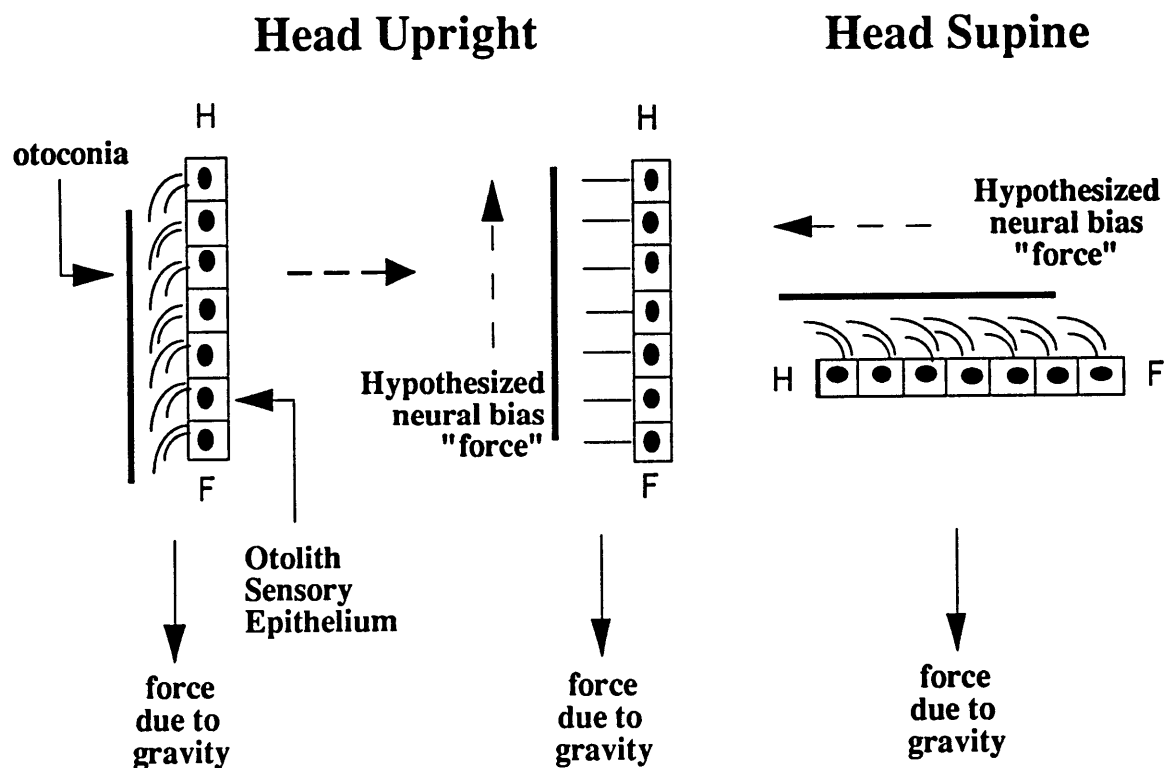 Head Upright
Head Supine
H
otoconia
Otolith
Sensory
Epithelium
F
force
due to
gravity
H
Hypothesized
neural bias
"force"
F
force
due to
gravity
Hypothesized
neural bias
"force"
H
F
force
due to
gravity